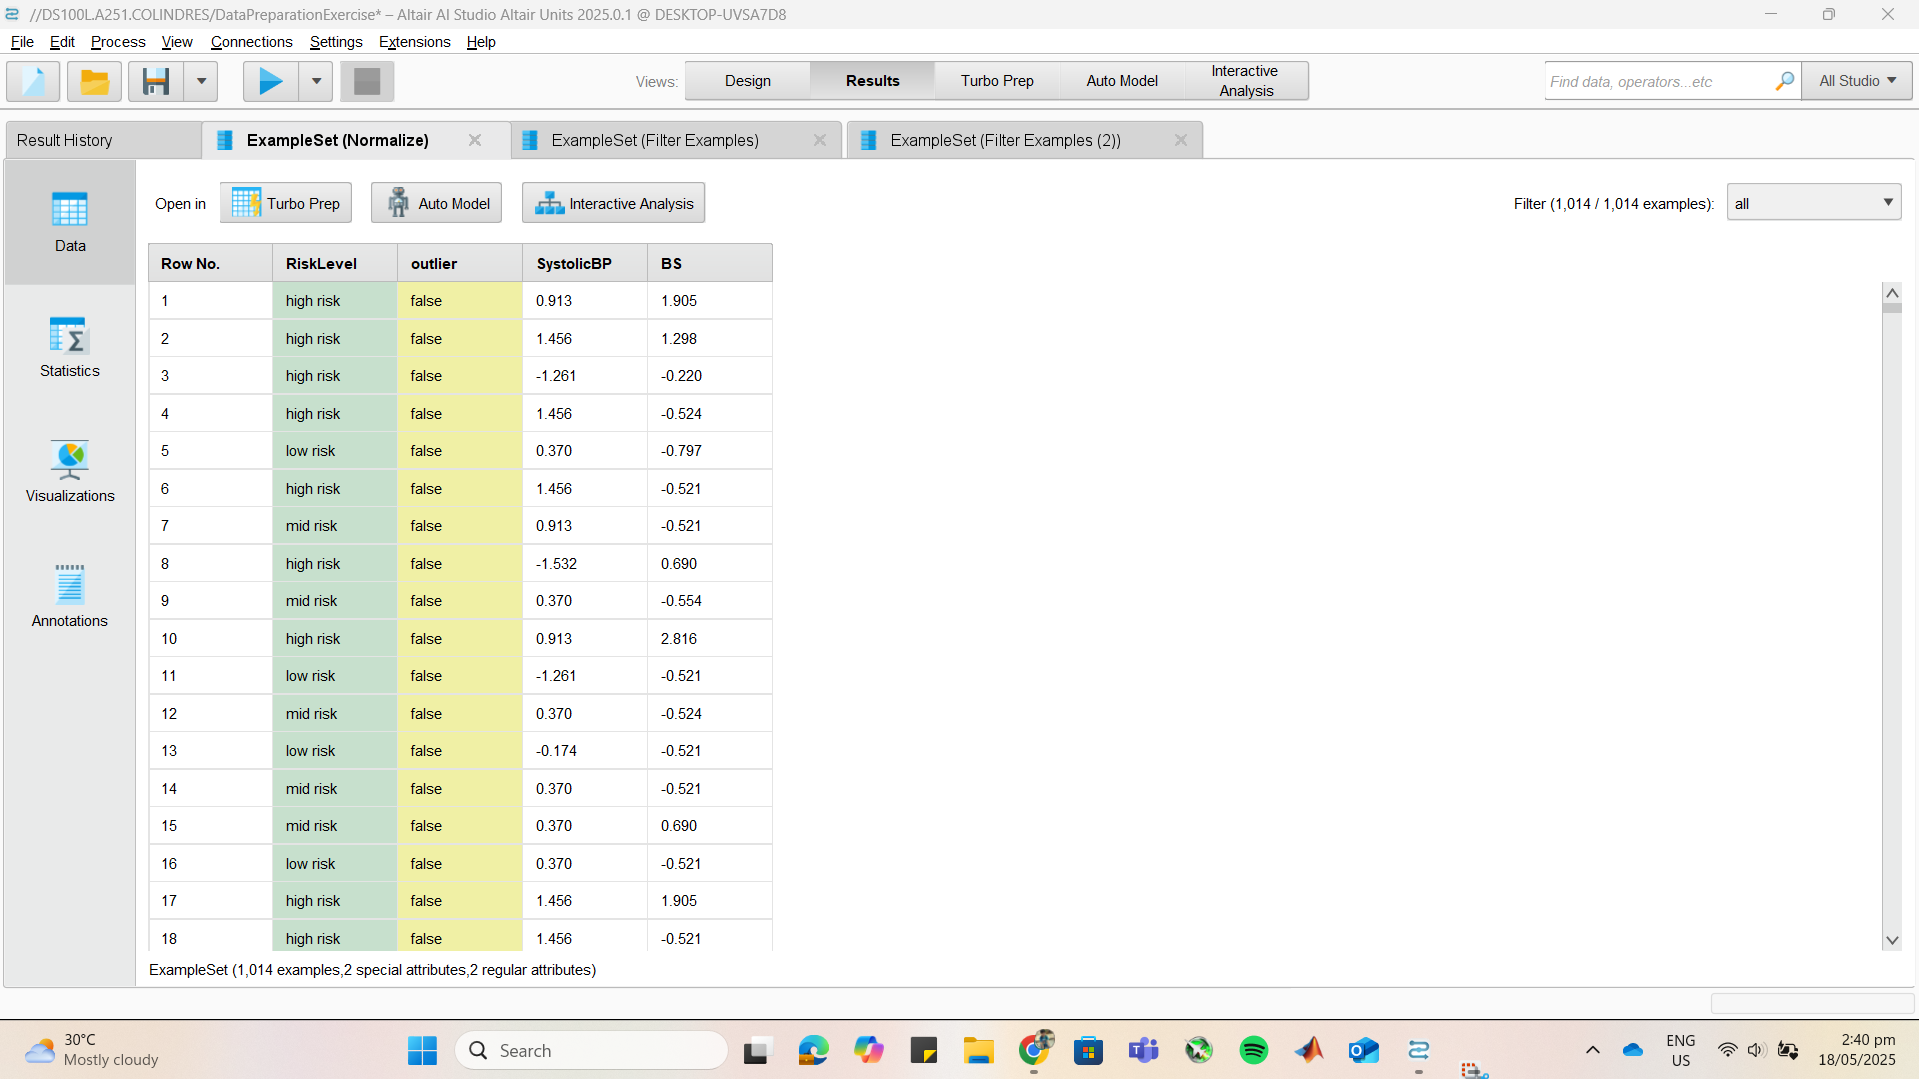 //DS100L.A251.COLINDRES/DataPreparationExercise* – Altair AI Studio Altair Units 2025.0.1 @ DESKTOP-UVSA7D8
File Edit Process View Connections Settings Extensions Help
Views: Design Results Turbo Prep Auto Model Interactive Analysis Find data, operators...etc All Studio
Result History ExampleSet (Normalize) ExampleSet (Filter Examples) ExampleSet (Filter Examples (2))
Open in Turbo Prep Auto Model Interactive Analysis Filter (1,014 / 1,014 examples): all
Data
Statistics
Visualizations
Annotations
Row No. RiskLevel outlier SystolicBP BS
1 high risk false 0.913 1.905
2 high risk false 1.456 1.298
3 high risk false -1.261 -0.220
4 high risk false 1.456 -0.524
5 low risk false 0.370 -0.797
6 high risk false 1.456 -0.521
7 mid risk false 0.913 -0.521
8 high risk false -1.532 0.690
9 mid risk false 0.370 -0.554
10 high risk false 0.913 2.816
11 low risk false -1.261 -0.521
12 mid risk false 0.370 -0.524
13 low risk false -0.174 -0.521
14 mid risk false 0.370 -0.521
15 mid risk false 0.370 0.690
16 low risk false 0.370 -0.521
17 high risk false 1.456 1.905
18 high risk false 1.456 -0.521
ExampleSet (1,014 examples,2 special attributes,2 regular attributes)
30°C
Mostly cloudy
Search
ENG
US
2:40 pm
18/05/2025